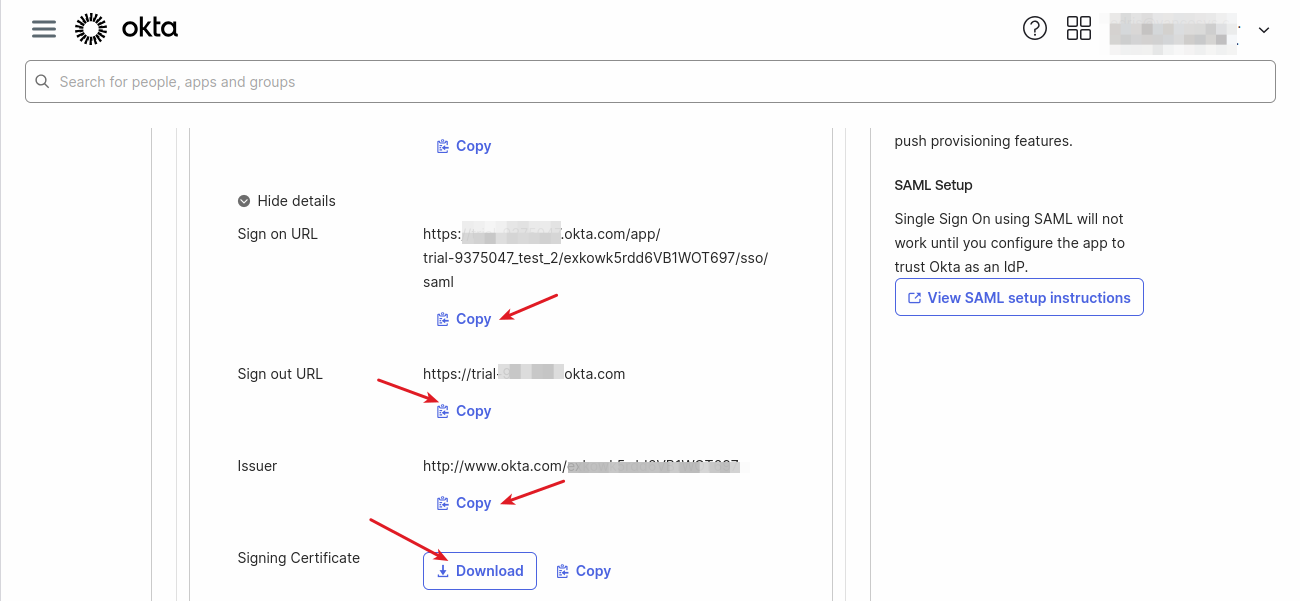 okta
Search for people, apps and groups
Copy
Hide details
Sign on URL
https: .okta.com/app/
trial-9375047_test_2/exkowk5rdd6VB1WOT697/sso/
saml
Copy
Sign out URL
https://trial- okta.com
Copy
Issuer
http://www.okta.com/
Copy
Signing Certificate
Download
Copy
push provisioning features.
SAML Setup
Single Sign On using SAML will not
work until you configure the app to
trust Okta as an IdP.
View SAML setup instructions